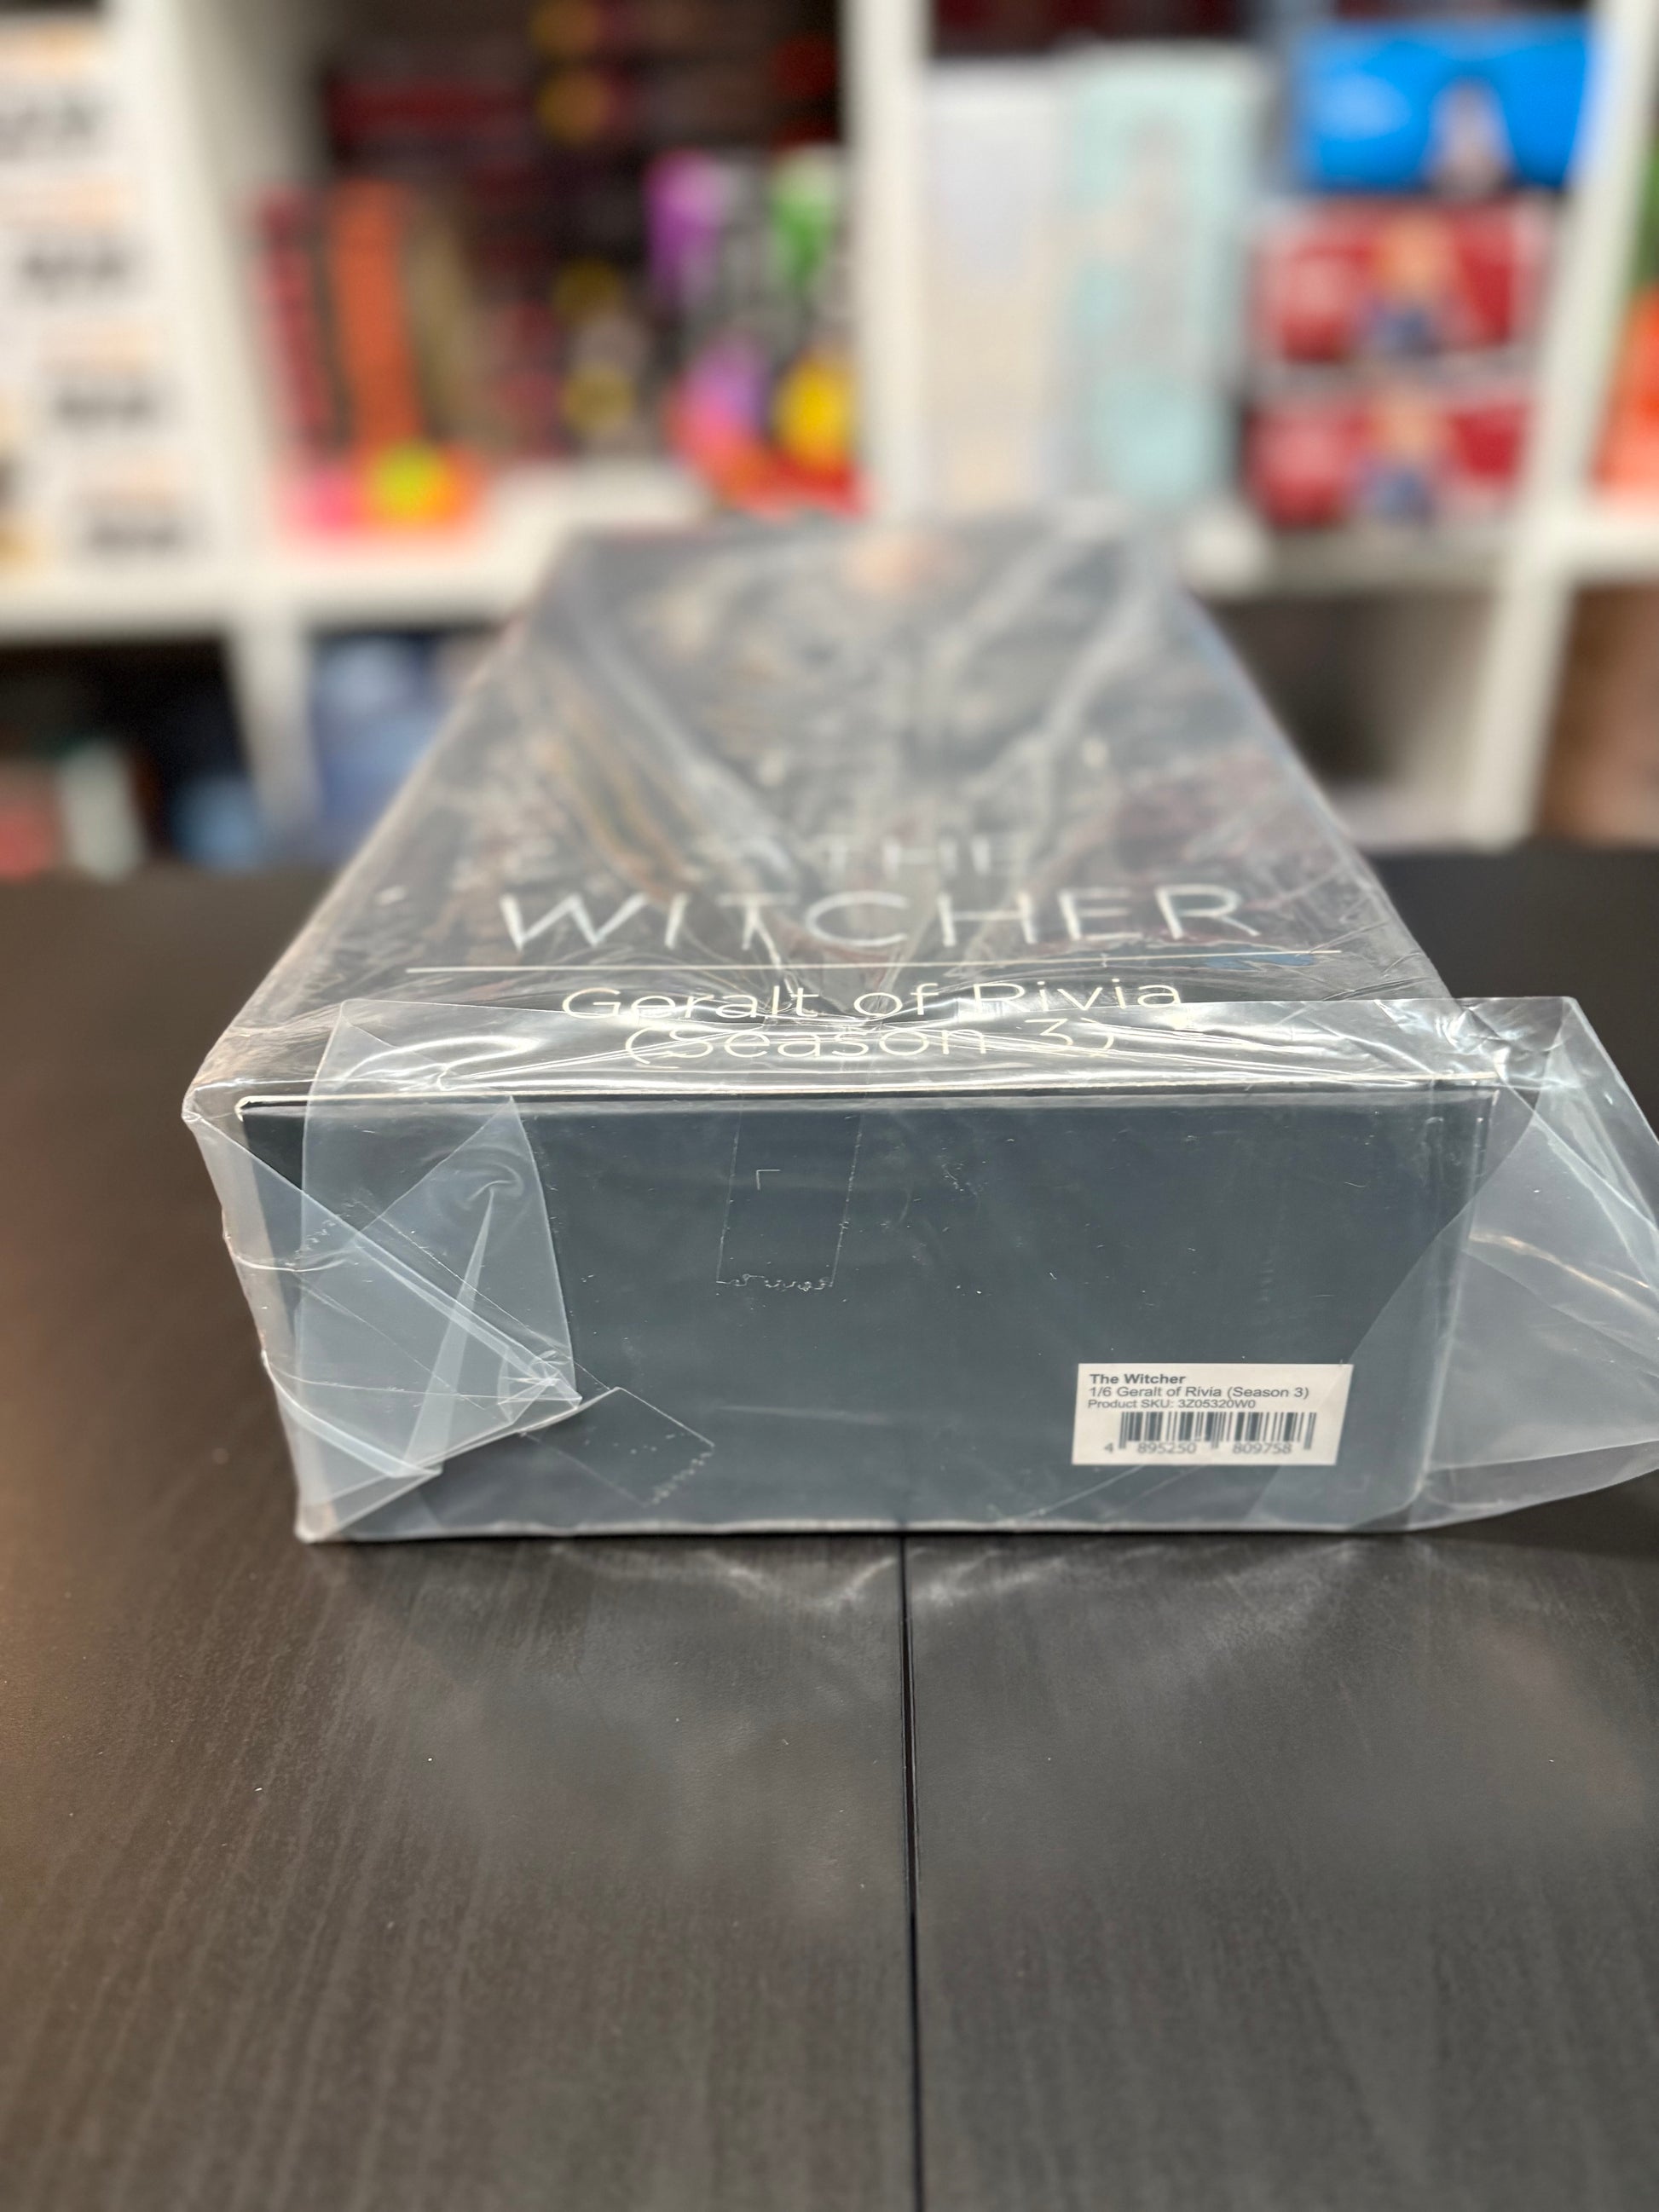 THE
WITCHER
Geralt of Rivia
(Season 3)
The Witcher
1/6 Geralt of Rivia (Season 3)
Product SKU: 3Z05320W0
4 895250 809758